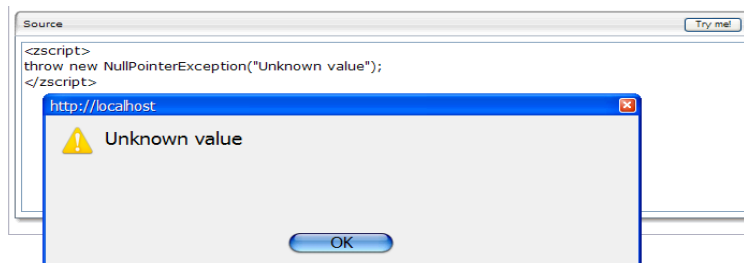 Source
Try me!
<zscript>
throw new NullPointerException("Unknown value");
</zscript>
http://localhost
Unknown value
OK